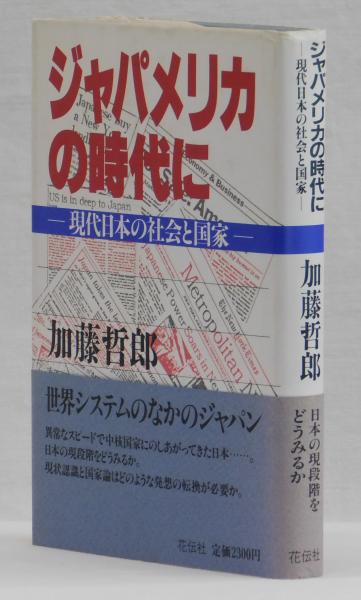 ジャパメリカ
の時代に
―現代日本の社会と国家―
加藤哲郎
世界システムのなかのジャパン
異常なスピードで中核国家にのしあがってきた日本……。
日本の現段階をどうみるか。
現状認識と国家論はどのような発想の転換が必要か。
花伝社 定価2300円
Japanese Buy
a New York
Economy & Business
US is in deep to Japan
Japanese Power
Metropolitan
ジャパメリカの時代に
―現代日本の社会と国家―
加藤哲郎
日本の現段階を
どうみるか
花伝社